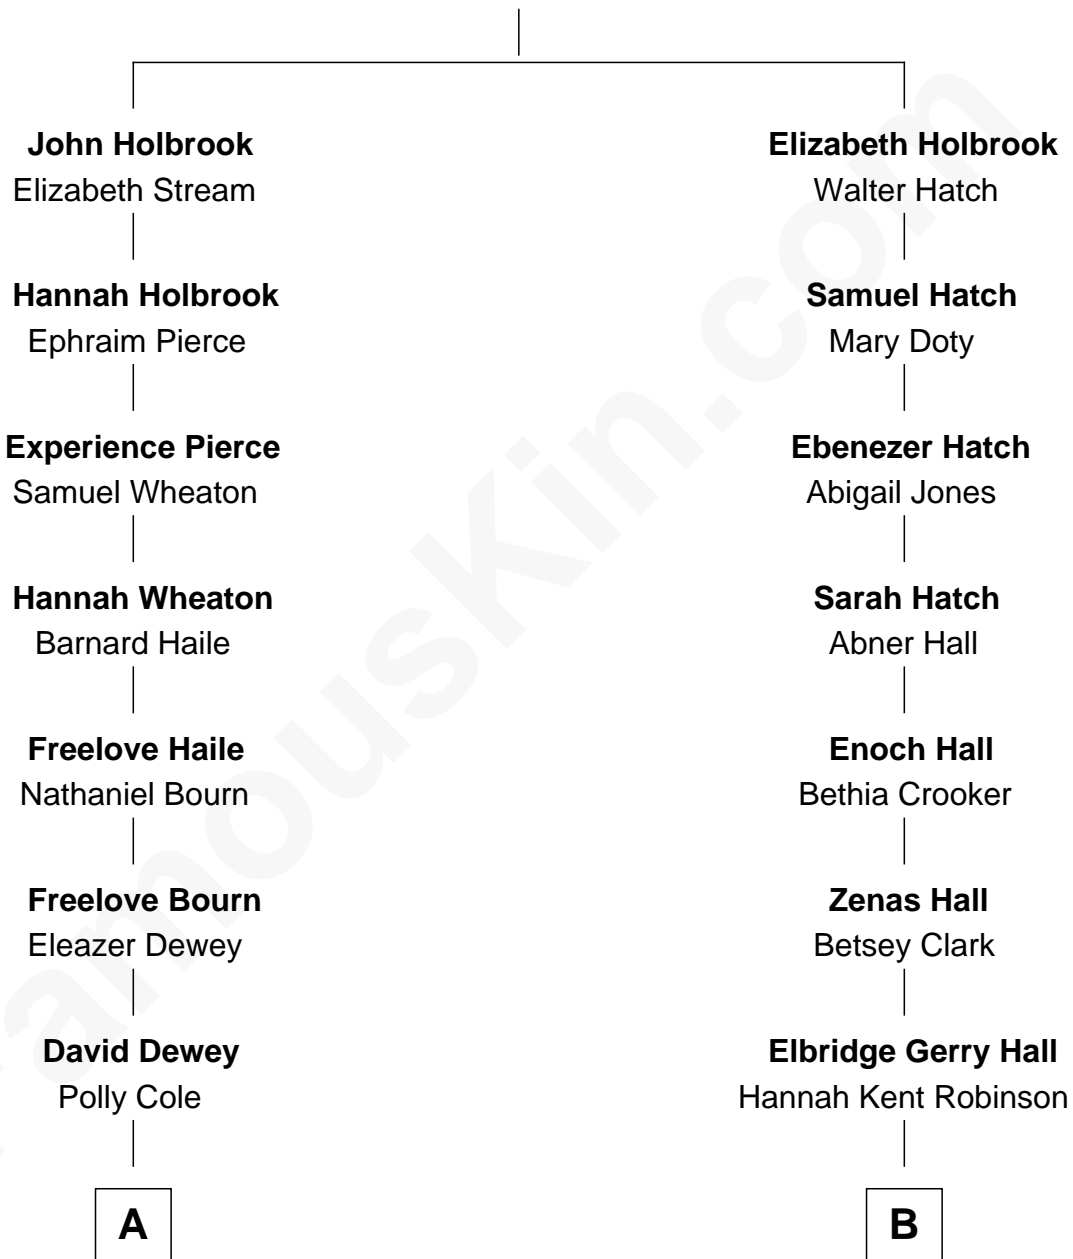 John Holbrook
Elizabeth Stream
Elizabeth Holbrook
Walter Hatch
Hannah Holbrook
Ephraim Pierce
Samuel Hatch
Mary Doty
Experience Pierce
Samuel Wheaton
Ebenezer Hatch
Abigail Jones
Hannah Wheaton
Barnard Haile
Sarah Hatch
Abner Hall
Freelove Haile
Nathaniel Bourn
Enoch Hall
Bethia Crooker
Freelove Bourn
Eleazer Dewey
Zenas Hall
Betsey Clark
David Dewey
Polly Cole
Elbridge Gerry Hall
Hannah Kent Robinson
A
B
FamousKin.com